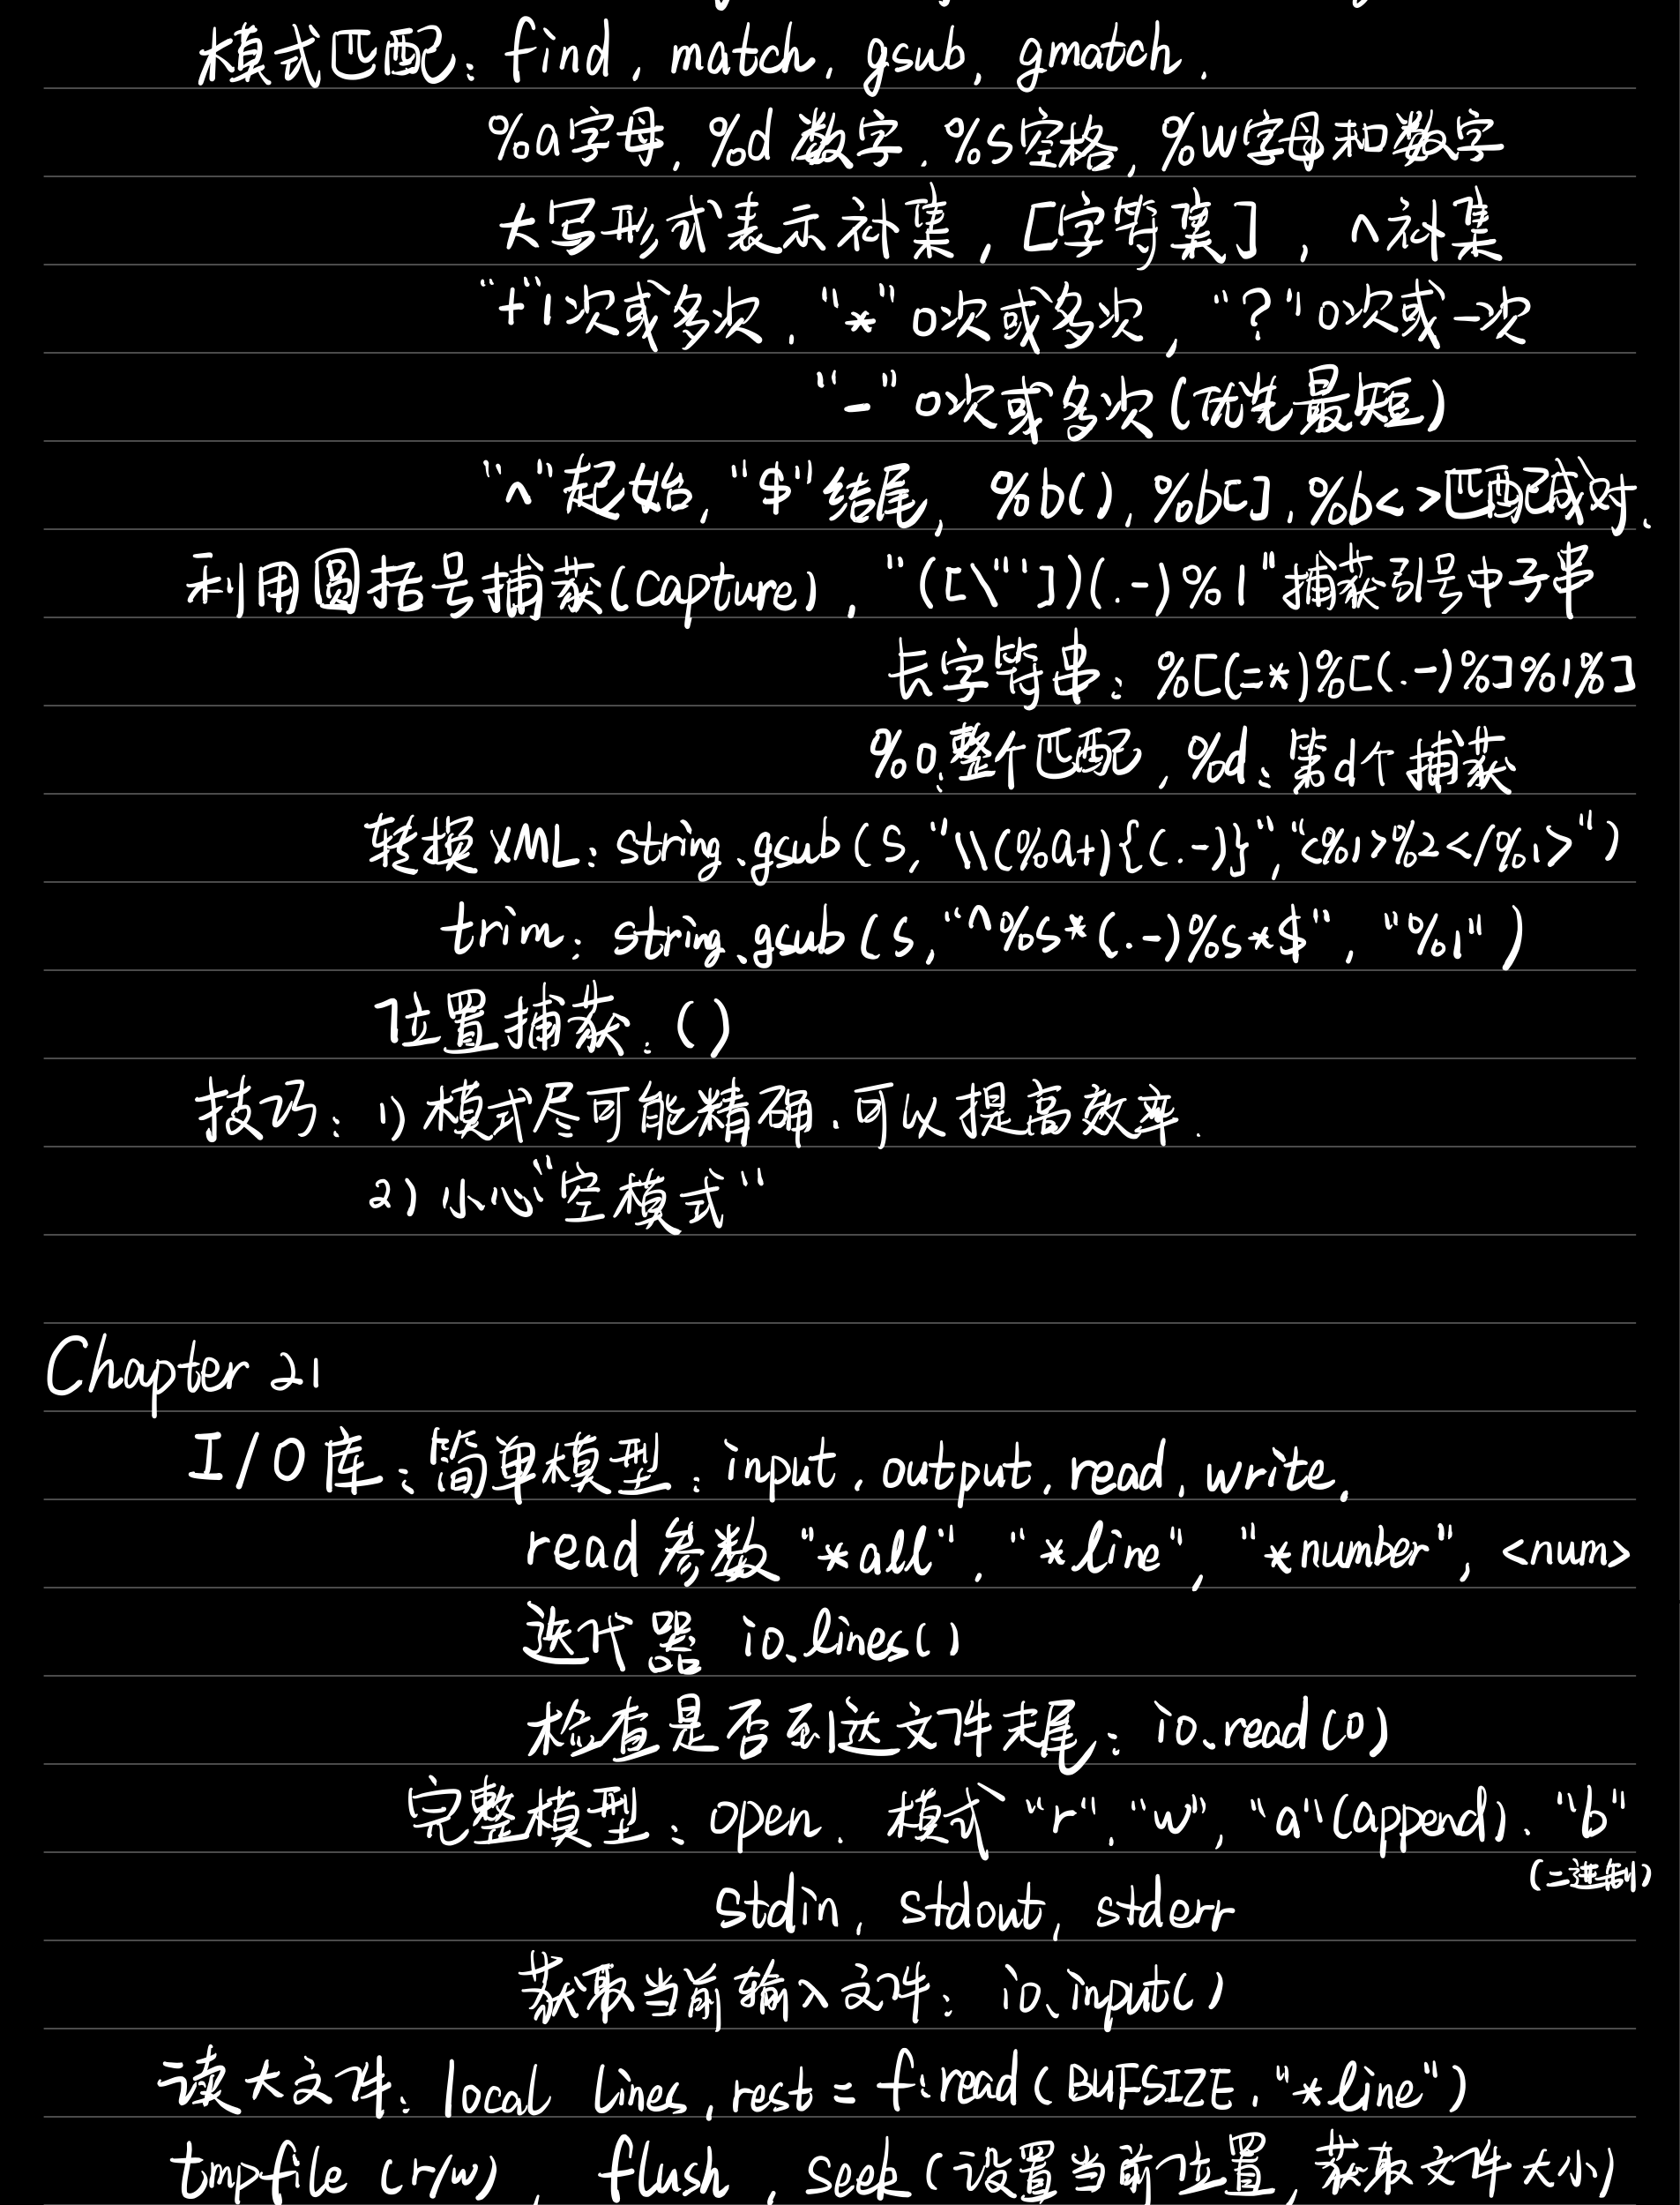 模式匹配: find, match, gsub, gmatch.
%a字母, %d 数字, %s空格, %w字母和数字
大写形式表示补集, [字符集], ^补集
"+"1次或多次, "*"0次或多次, "?"0次或一次
"-"0次或多次(优先最短)
"^"起始, "$"结尾, %b(), %b[], %b<>匹配成对.
利用圆括号捕获(capture), "([\"'])(.-)%1"捕获引号中子串
长字符串: %[(=*)%[(.-)%]%1%]
%0:整个匹配, %d:第d个捕获
转换XML: string.gsub(s,"\\(%a+){(.-)}","<%1>%2</%1>")
trim: string.gsub(s,"^%s*(.-)%s*$", "%1")
位置捕获: ()
技巧: 1) 模式尽可能精确, 可以提高效率.
2) 小心"空模式"
Chapter 21
I/O库: 简单模型: input, output, read, write.
read 参数 "*all", "*line", "*number", <num>
迭代器 io.lines()
检查是否到达文件末尾: io.read(0)
完整模型: open, 模式 "r", "w", "a"(append), "b"
(二进制)
stdin, stdout, stderr
获取当前输入文件: io.input()
读大文件: local lines, rest = f:read(BUFSIZE, "*line")
tmpfile (r/w), flush, seek(设置当前位置, 获取文件大小)